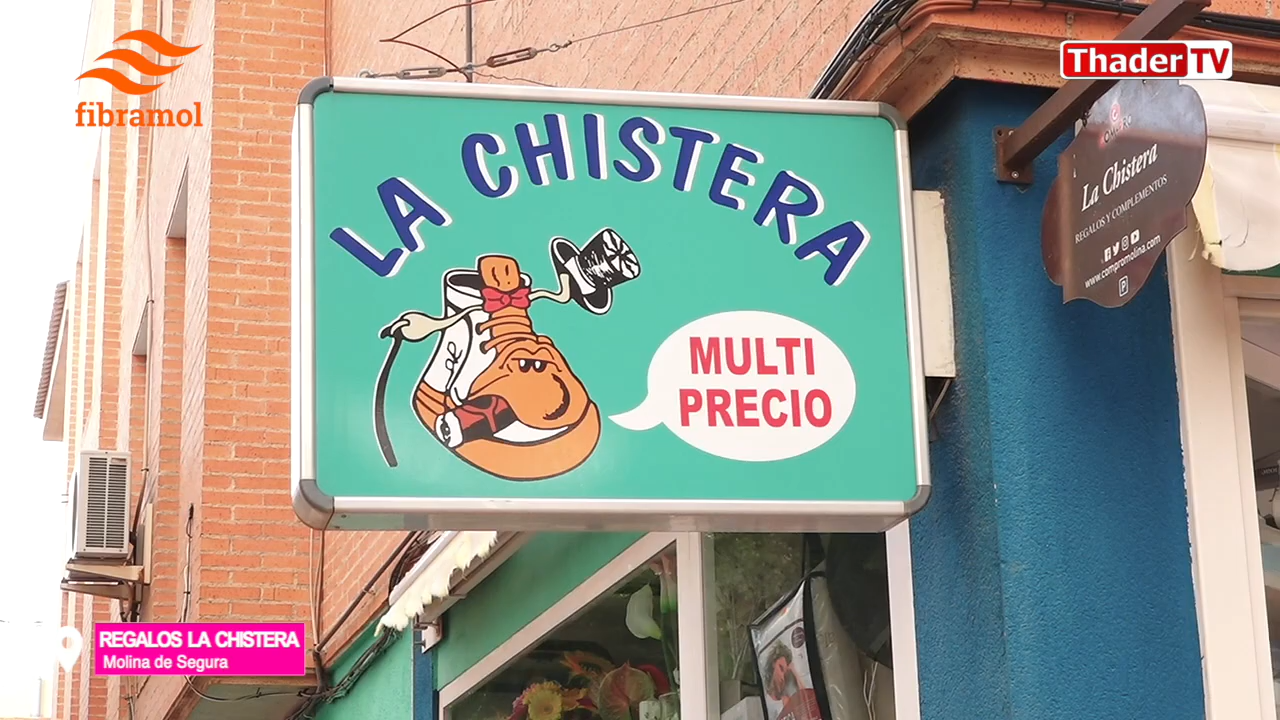 fibramol
Thader TV
LA CHISTERA
MULTI
PRECIO
La Chistera
REGALOS Y COMPLEMENTOS
www.compromolina.com
P
REGALOS LA CHISTERA
Molina de Segura